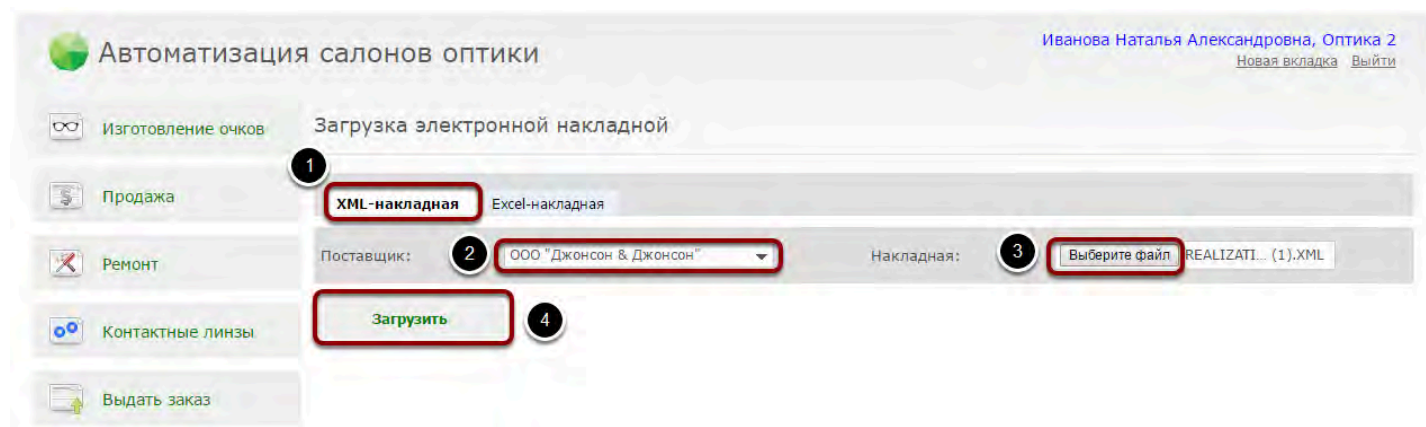 Автоматизация салонов оптики
Иванова Наталья Александровна, Оптика 2
Новая вкладка Выйти
Изготовление очков
Загрузка электронной накладной
1
Продажа
XML-накладная Excel-накладная
Ремонт
Поставщик: 2 ООО "Джонсон & Джонсон" Накладная: 3 Выберите файл REALIZATI... (1).XML
Загрузить 4
Контактные линзы
Выдать заказ